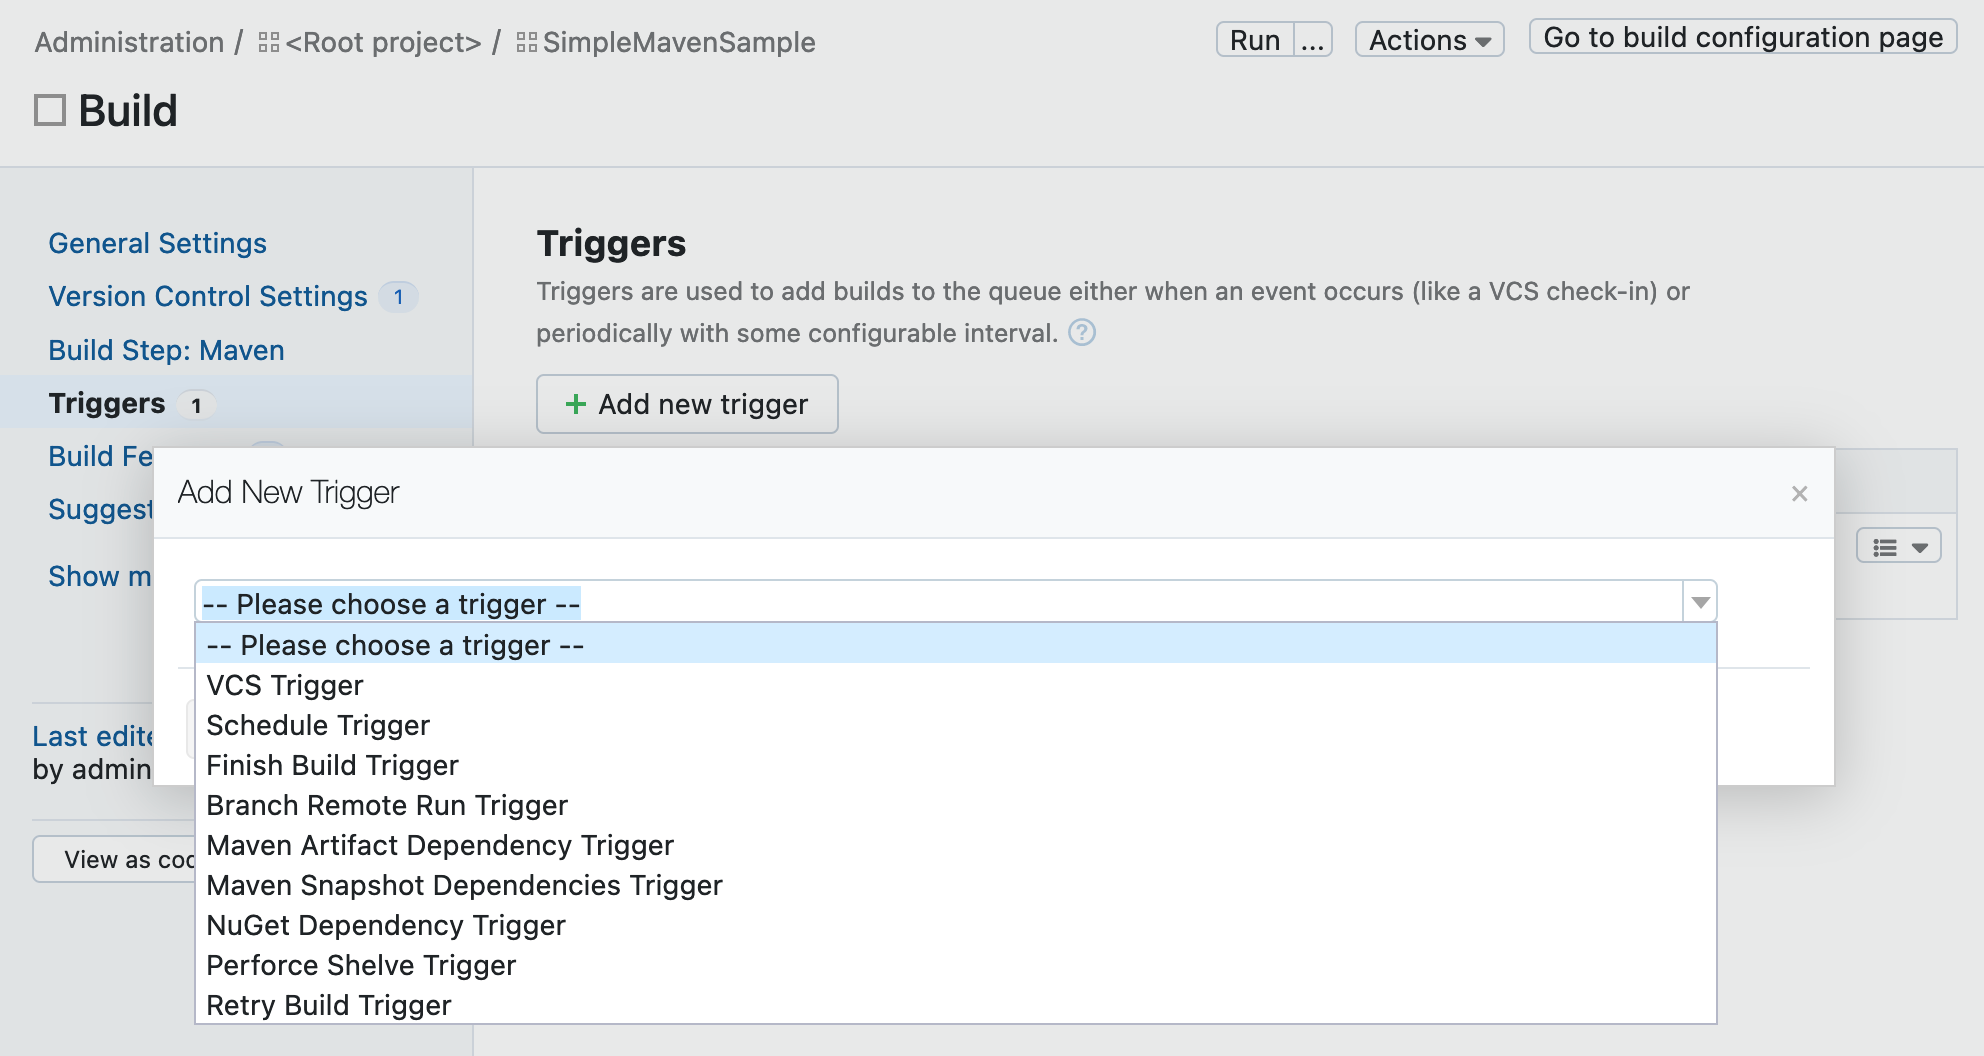 Administration / <Root project> / SimpleMavenSample
Run ... Actions Go to build configuration page
Build
General Settings
Version Control Settings 1
Build Step: Maven
Triggers 1
Build Fe
Suggest
Show m
Last edite
by admin
View as cod
Triggers
Triggers are used to add builds to the queue either when an event occurs (like a VCS check-in) or
periodically with some configurable interval. ?
+ Add new trigger
Add New Trigger
-- Please choose a trigger --
-- Please choose a trigger --
VCS Trigger
Schedule Trigger
Finish Build Trigger
Branch Remote Run Trigger
Maven Artifact Dependency Trigger
Maven Snapshot Dependencies Trigger
NuGet Dependency Trigger
Perforce Shelve Trigger
Retry Build Trigger